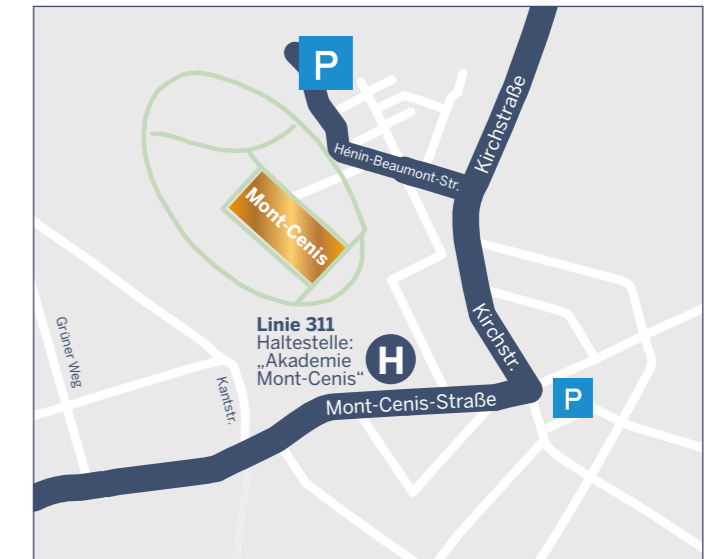 P
Kirchstraße
Hénin-Beaumont-Str.
Mont-Cenis
Linie 311
Haltestelle:
„Akademie
Mont-Cenis“
H
Kirchstr.
Grüner Weg
Kantstr.
Mont-Cenis-Straße
P